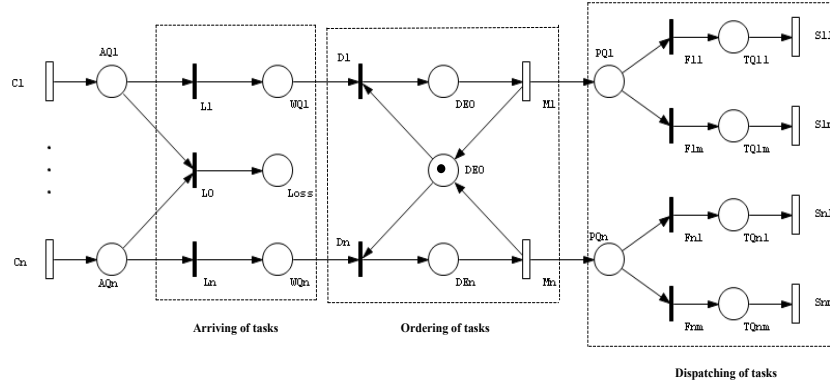 C1
AQ1
L1
WQ1
D1
DE0
M1
PQ1
F11
TQ11
S11
F1m
TQ1m
S1m
L0
Loss
DE0
Cn
AQn
Ln
WQn
Dn
DEn
Mn
PQn
Fn1
TQn1
Sn1
Fnm
TQnm
Snm
Arriving of tasks
Ordering of tasks
Dispatching of tasks